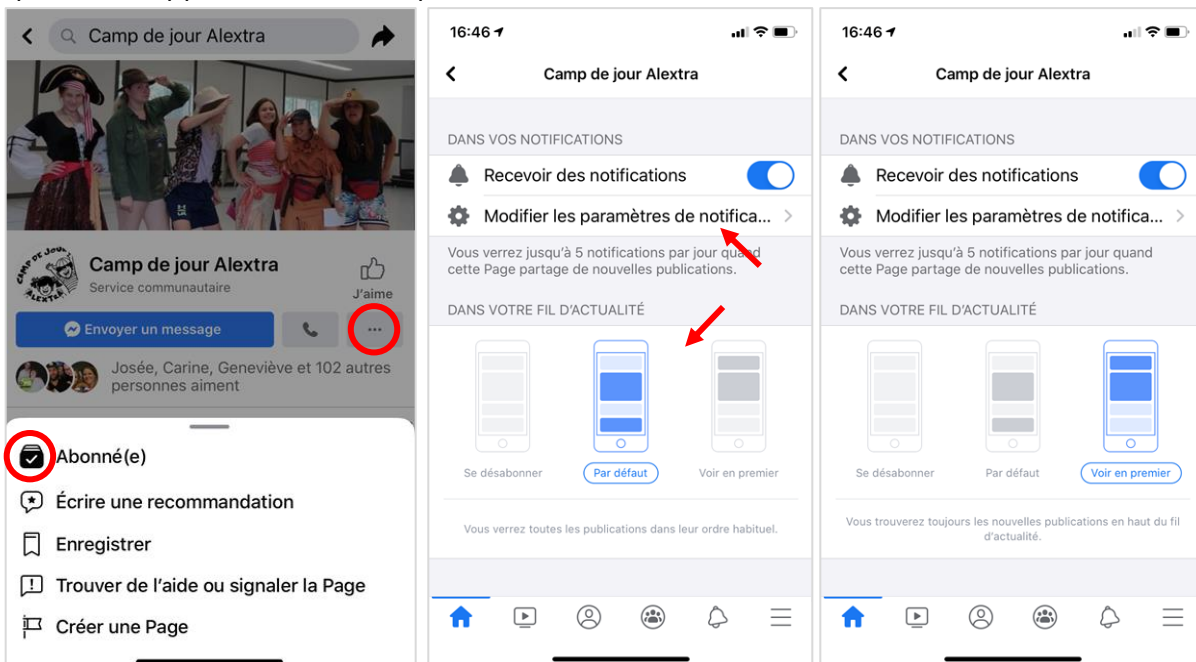 Camp de jour Alextra
CAMP DE JOUR
ALEXTRA
Camp de jour Alextra
Service communautaire
J'aime
Envoyer un message
Josée, Carine, Geneviève et 102 autres
personnes aiment
Abonné(e)
Écrire une recommandation
Enregistrer
Trouver de l'aide ou signaler la Page
Créer une Page
16:46
Camp de jour Alextra
DANS VOS NOTIFICATIONS
Recevoir des notifications
Modifier les paramètres de notifica...
Vous verrez jusqu'à 5 notifications par jour quand
cette Page partage de nouvelles publications.
DANS VOTRE FIL D'ACTUALITÉ
Se désabonner Par défaut Voir en premier
Vous verrez toutes les publications dans leur ordre habituel.
16:46
Camp de jour Alextra
DANS VOS NOTIFICATIONS
Recevoir des notifications
Modifier les paramètres de notifica...
Vous verrez jusqu'à 5 notifications par jour quand
cette Page partage de nouvelles publications.
DANS VOTRE FIL D'ACTUALITÉ
Se désabonner Par défaut Voir en premier
Vous trouverez toujours les nouvelles publications en haut du fil
d'actualité.